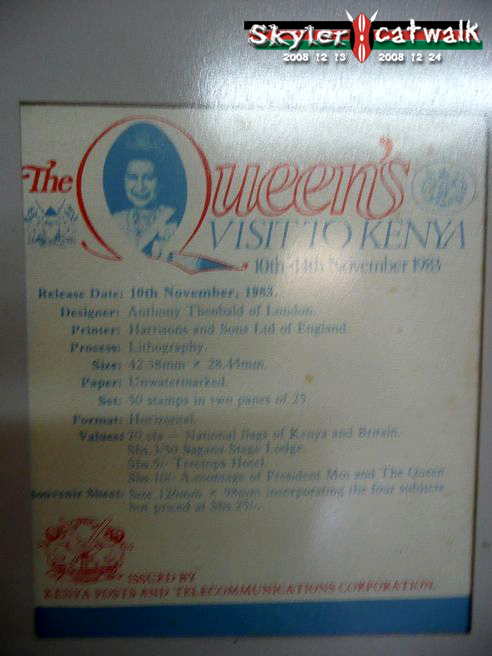 Skyler catwalk
2008 12 13 2008 12 24
The Queen's
VISIT TO KENYA
10th-14th November 1983
Release Date: 10th November, 1983.
Designer: Anthony Theobald of London.
Printer: Harrisons and Sons Ltd of England.
Process: Lithography.
Size: 42.58mm × 28.45mm.
Paper: Unwatermarked.
Set: 50 stamps in two panes of 25.
Format: Horizontal.
Values: 70 cts — National flags of Kenya and Britain.
Shs.3/50 Sagana State Lodge.
Shs.5/- Treetops Hotel.
Shs.10/- A montage of President Moi and The Queen.
Souvenir Sheet: Size 126mm × 98mm incorporating the four subjects
but priced at Shs.25/-.
ISSUED BY
KENYA POSTS AND TELECOMMUNICATIONS CORPORATION.